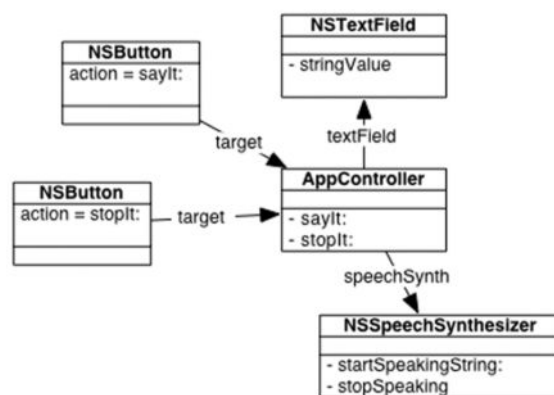 NSTextField
- stringValue
NSButton
action = sayIt:
textField
target
NSButton
action = stopIt:
target
AppController
- sayIt:
- stopIt:
speechSynth
NSSpeechSynthesizer
- startSpeakingString:
- stopSpeaking